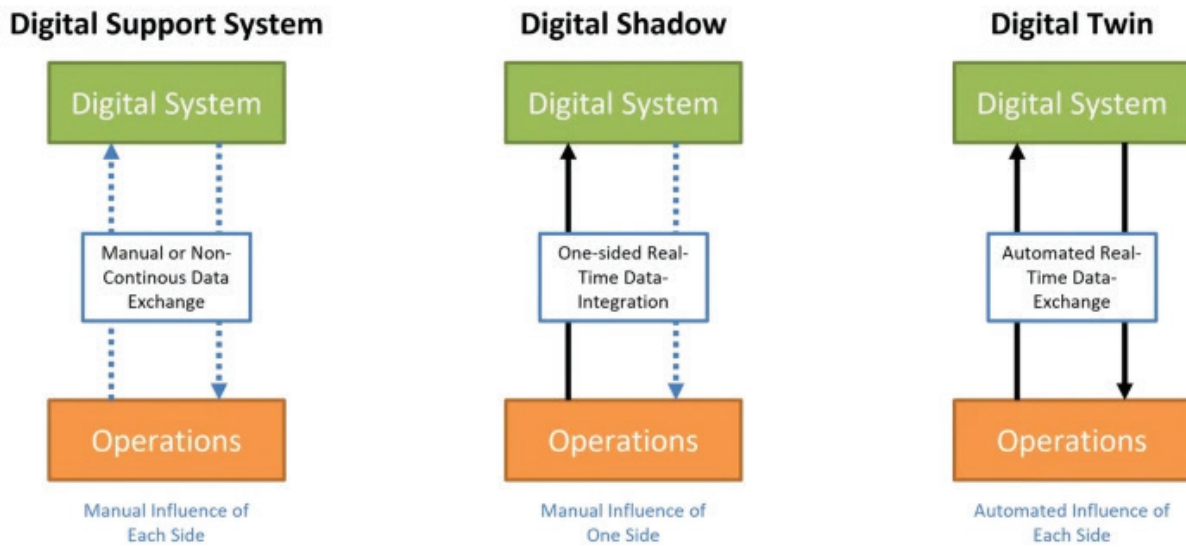 Digital Support System
Digital System
Manual or Non-
Continous Data
Exchange
Operations
Manual Influence of
Each Side
Digital Shadow
Digital System
One-sided Real-
Time Data-
Integration
Operations
Manual Influence of
One Side
Digital Twin
Digital System
Automated Real-
Time Data-
Exchange
Operations
Automated Influence of
Each Side